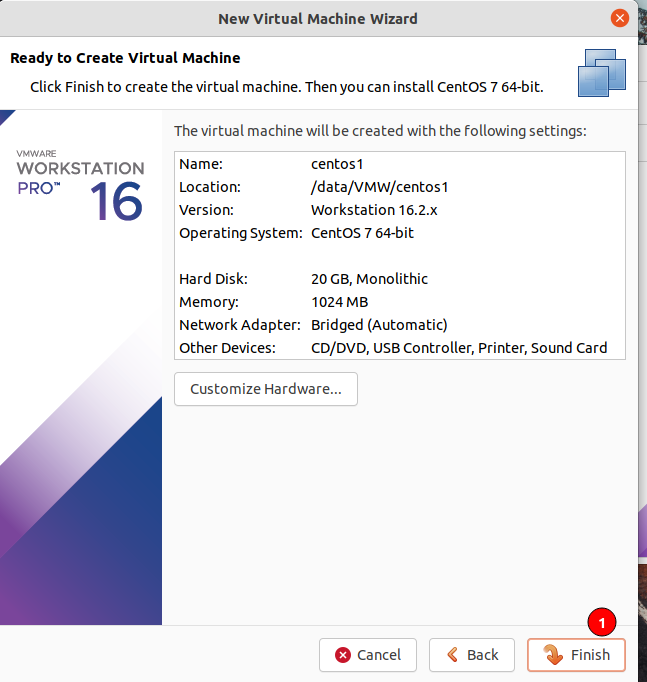 New Virtual Machine Wizard
Ready to Create Virtual Machine
Click Finish to create the virtual machine. Then you can install CentOS 7 64-bit.
VMWARE
WORKSTATION
PRO™ 16
The virtual machine will be created with the following settings:
Name: centos1
Location: /data/VMW/centos1
Version: Workstation 16.2.x
Operating System: CentOS 7 64-bit
Hard Disk: 20 GB, Monolithic
Memory: 1024 MB
Network Adapter: Bridged (Automatic)
Other Devices: CD/DVD, USB Controller, Printer, Sound Card
Customize Hardware...
1
Cancel Back Finish